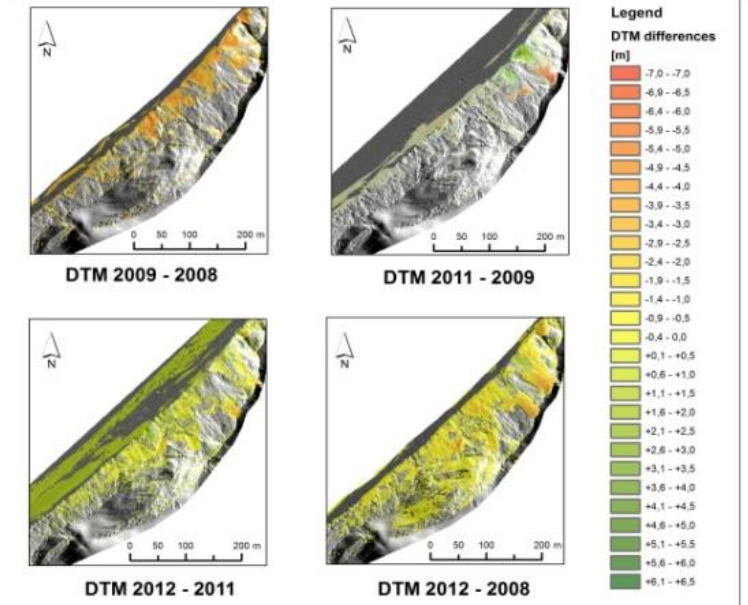 N
0 50 100 200 m
DTM 2009 - 2008
N
0 50 100 200 m
DTM 2011 - 2009
N
0 50 100 200 m
DTM 2012 - 2011
N
0 50 100 200 m
DTM 2012 - 2008
Legend
DTM differences
[m]
-7,0 - -7,0
-6,9 - -6,5
-6,4 - -6,0
-5,9 - -5,5
-5,4 - -5,0
-4,9 - -4,5
-4,4 - -4,0
-3,9 - -3,5
-3,4 - -3,0
-2,9 - -2,5
-2,4 - -2,0
-1,9 - -1,5
-1,4 - -1,0
-0,9 - -0,5
-0,4 - 0,0
+0,1 - +0,5
+0,6 - +1,0
+1,1 - +1,5
+1,6 - +2,0
+2,1 - +2,5
+2,6 - +3,0
+3,1 - +3,5
+3,6 - +4,0
+4,1 - +4,5
+4,6 - +5,0
+5,1 - +5,5
+5,6 - +6,0
+6,1 - +6,5